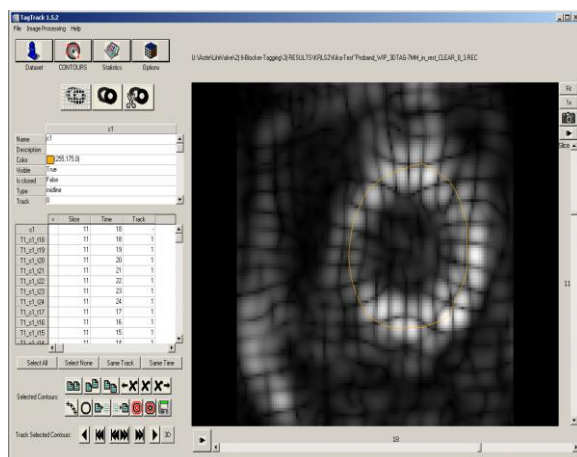 TagTrack 1.5.2
File Image Processing Help
Dataset CONTOURS Statistics Options
Fit
1x
Slice
c1
Name c1
Description
Color 255,175,0)
Visible True
Is closed False
Type midline
Track 0
< Slice Time Track
c1 11 18 -
T1_c1_t18 11 18 1
T1_c1_t19 11 19 1
T1_c1_t20 11 20 1
T1_c1_t21 11 21 1
T1_c1_t22 11 22 1
T1_c1_t23 11 23 1
T1_c1_t24 11 24 1
T1_c1_t17 11 17 1
T1_c1_t16 11 16 1
T1_c1_t15 11 15 1
11
Select All Select None Same Track Same Time
Selected Contours:
Track Selected Contours: 3D
18